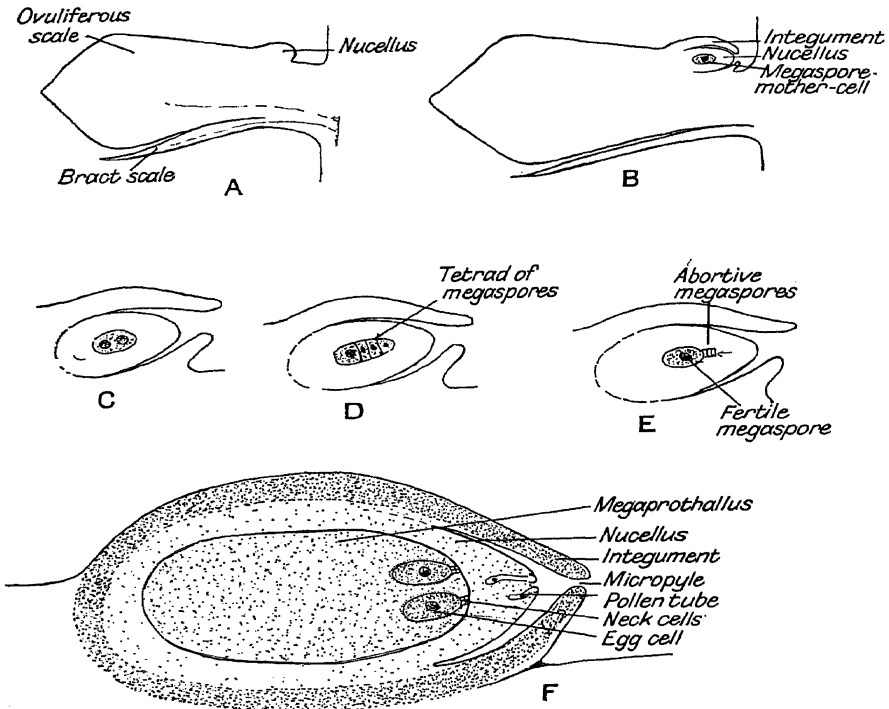 Ovuliferous
scale
Nucellus
Bract scale
A
Integument
Nucellus
Megaspore-
mother-cell
B
C
Tetrad of
megaspores
D
Abortive
megaspores
Fertile
megaspore
E
Megaprothallus
Nucellus
Integument
Micropyle
Pollen tube
Neck cells
Egg cell
F